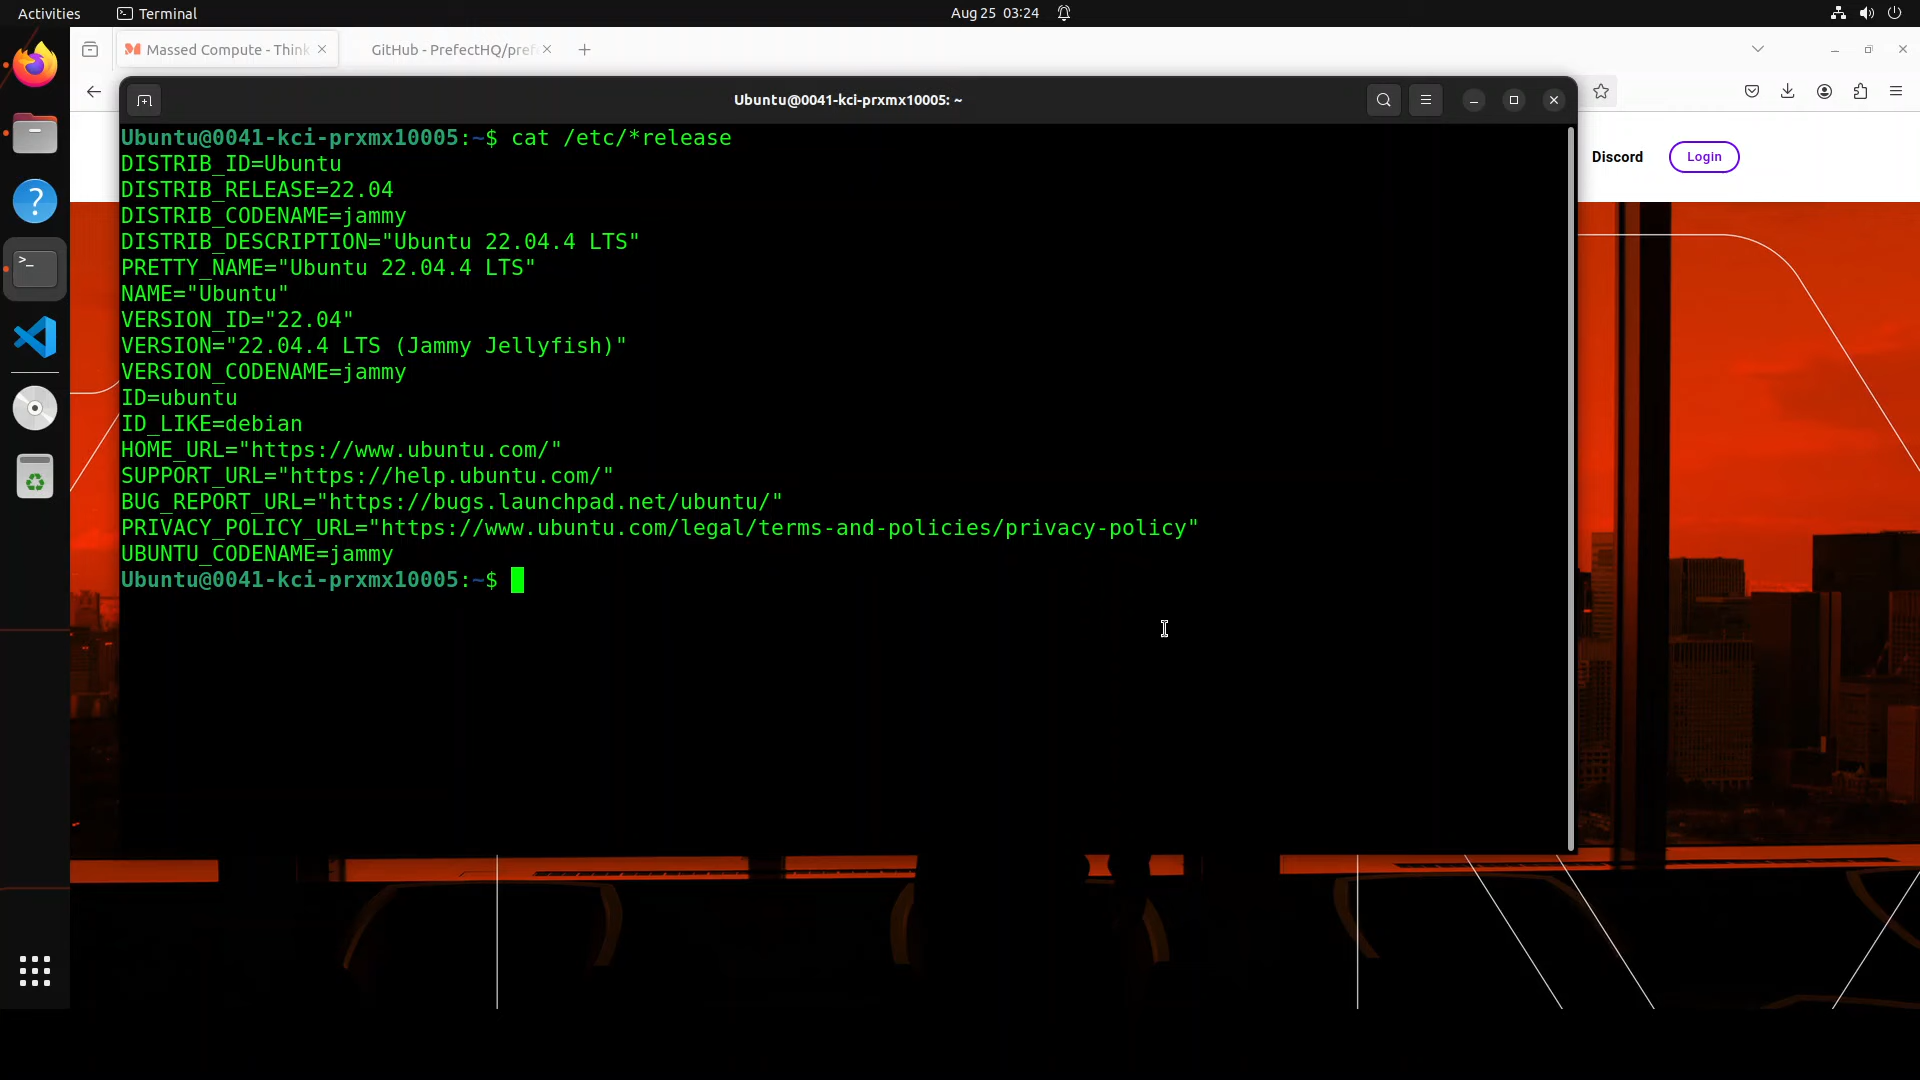 Activities Terminal Aug 25 03:24
Massed Compute - Think GitHub - PrefectHQ/pref
Ubuntu@0041-kci-prxmx10005: ~
Discord Login
Ubuntu@0041-kci-prxmx10005:~$ cat /etc/*release
DISTRIB_ID=Ubuntu
DISTRIB_RELEASE=22.04
DISTRIB_CODENAME=jammy
DISTRIB_DESCRIPTION="Ubuntu 22.04.4 LTS"
PRETTY_NAME="Ubuntu 22.04.4 LTS"
NAME="Ubuntu"
VERSION_ID="22.04"
VERSION="22.04.4 LTS (Jammy Jellyfish)"
VERSION_CODENAME=jammy
ID=ubuntu
ID_LIKE=debian
HOME_URL="https://www.ubuntu.com/"
SUPPORT_URL="https://help.ubuntu.com/"
BUG_REPORT_URL="https://bugs.launchpad.net/ubuntu/"
PRIVACY_POLICY_URL="https://www.ubuntu.com/legal/terms-and-policies/privacy-policy"
UBUNTU_CODENAME=jammy
Ubuntu@0041-kci-prxmx10005:~$